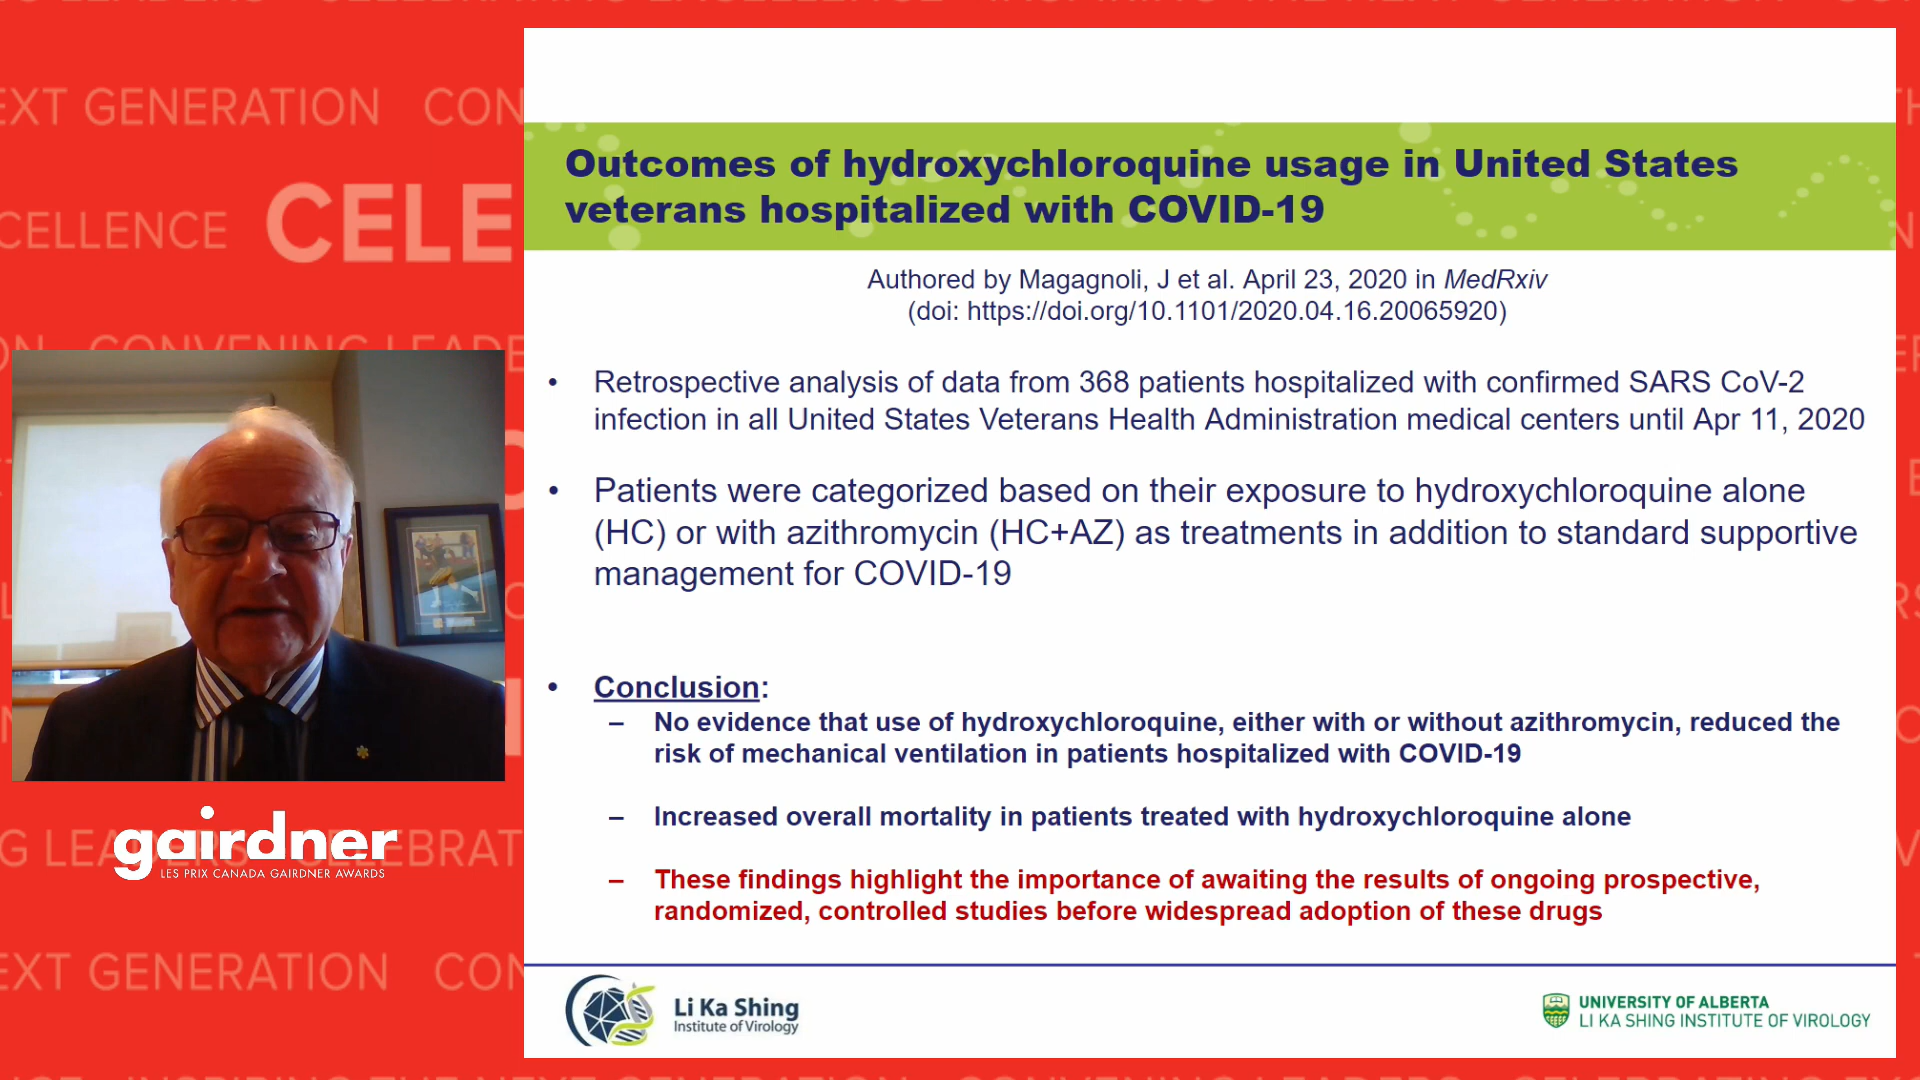 EXT GENERATION CON
CELLENCE CELE
CONVENING LEADE
gairdner
LES PRIX CANADA GAIRDNER AWARDS
EXT GENERATION CON
Outcomes of hydroxychloroquine usage in United States
veterans hospitalized with COVID-19
Authored by Magagnoli, J et al. April 23, 2020 in MedRxiv
(doi: https://doi.org/10.1101/2020.04.16.20065920)
• Retrospective analysis of data from 368 patients hospitalized with confirmed SARS CoV-2
infection in all United States Veterans Health Administration medical centers until Apr 11, 2020
• Patients were categorized based on their exposure to hydroxychloroquine alone
(HC) or with azithromycin (HC+AZ) as treatments in addition to standard supportive
management for COVID-19
• Conclusion:
– No evidence that use of hydroxychloroquine, either with or without azithromycin, reduced the
risk of mechanical ventilation in patients hospitalized with COVID-19
– Increased overall mortality in patients treated with hydroxychloroquine alone
– These findings highlight the importance of awaiting the results of ongoing prospective,
randomized, controlled studies before widespread adoption of these drugs
Li Ka Shing
Institute of Virology
UNIVERSITY OF ALBERTA
LI KA SHING INSTITUTE OF VIROLOGY